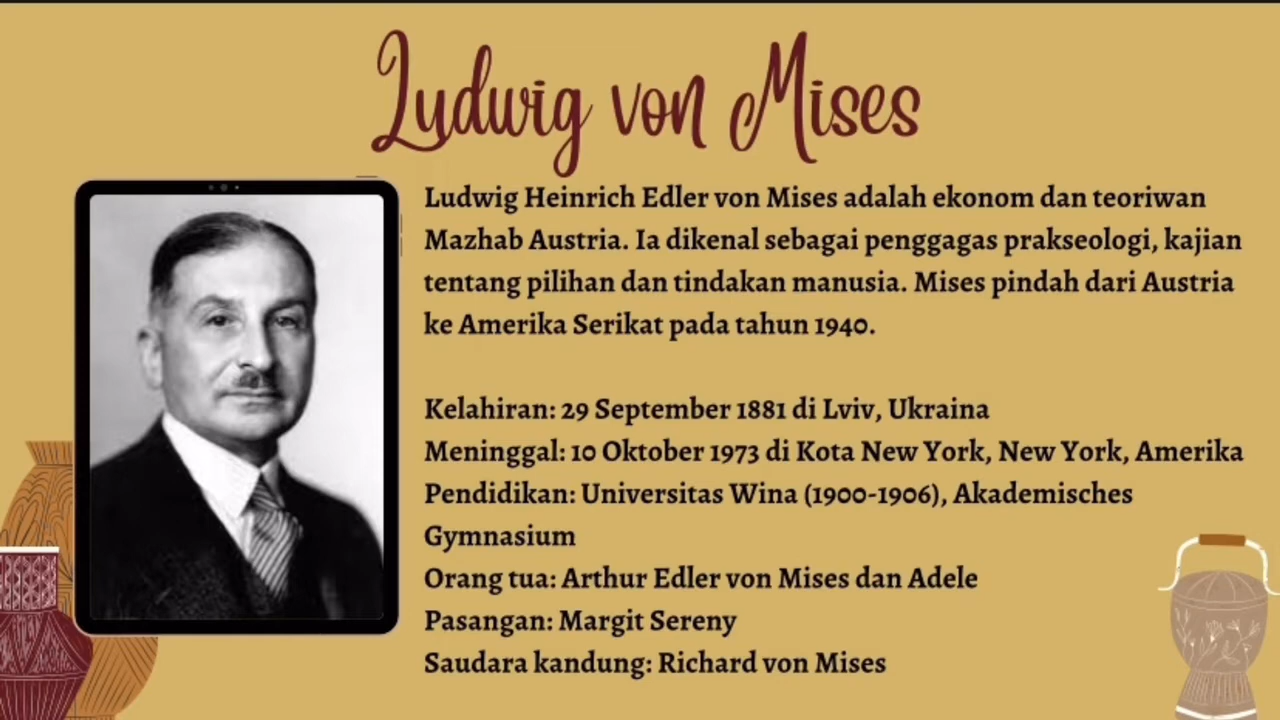 Ludwig von Mises
Ludwig Heinrich Edler von Mises adalah ekonom dan teoriwan
Mazhab Austria. Ia dikenal sebagai penggagas prakseologi, kajian
tentang pilihan dan tindakan manusia. Mises pindah dari Austria
ke Amerika Serikat pada tahun 1940.
Kelahiran: 29 September 1881 di Lviv, Ukraina
Meninggal: 10 Oktober 1973 di Kota New York, New York, Amerika
Pendidikan: Universitas Wina (1900-1906), Akademisches
Gymnasium
Orang tua: Arthur Edler von Mises dan Adele
Pasangan: Margit Sereny
Saudara kandung: Richard von Mises